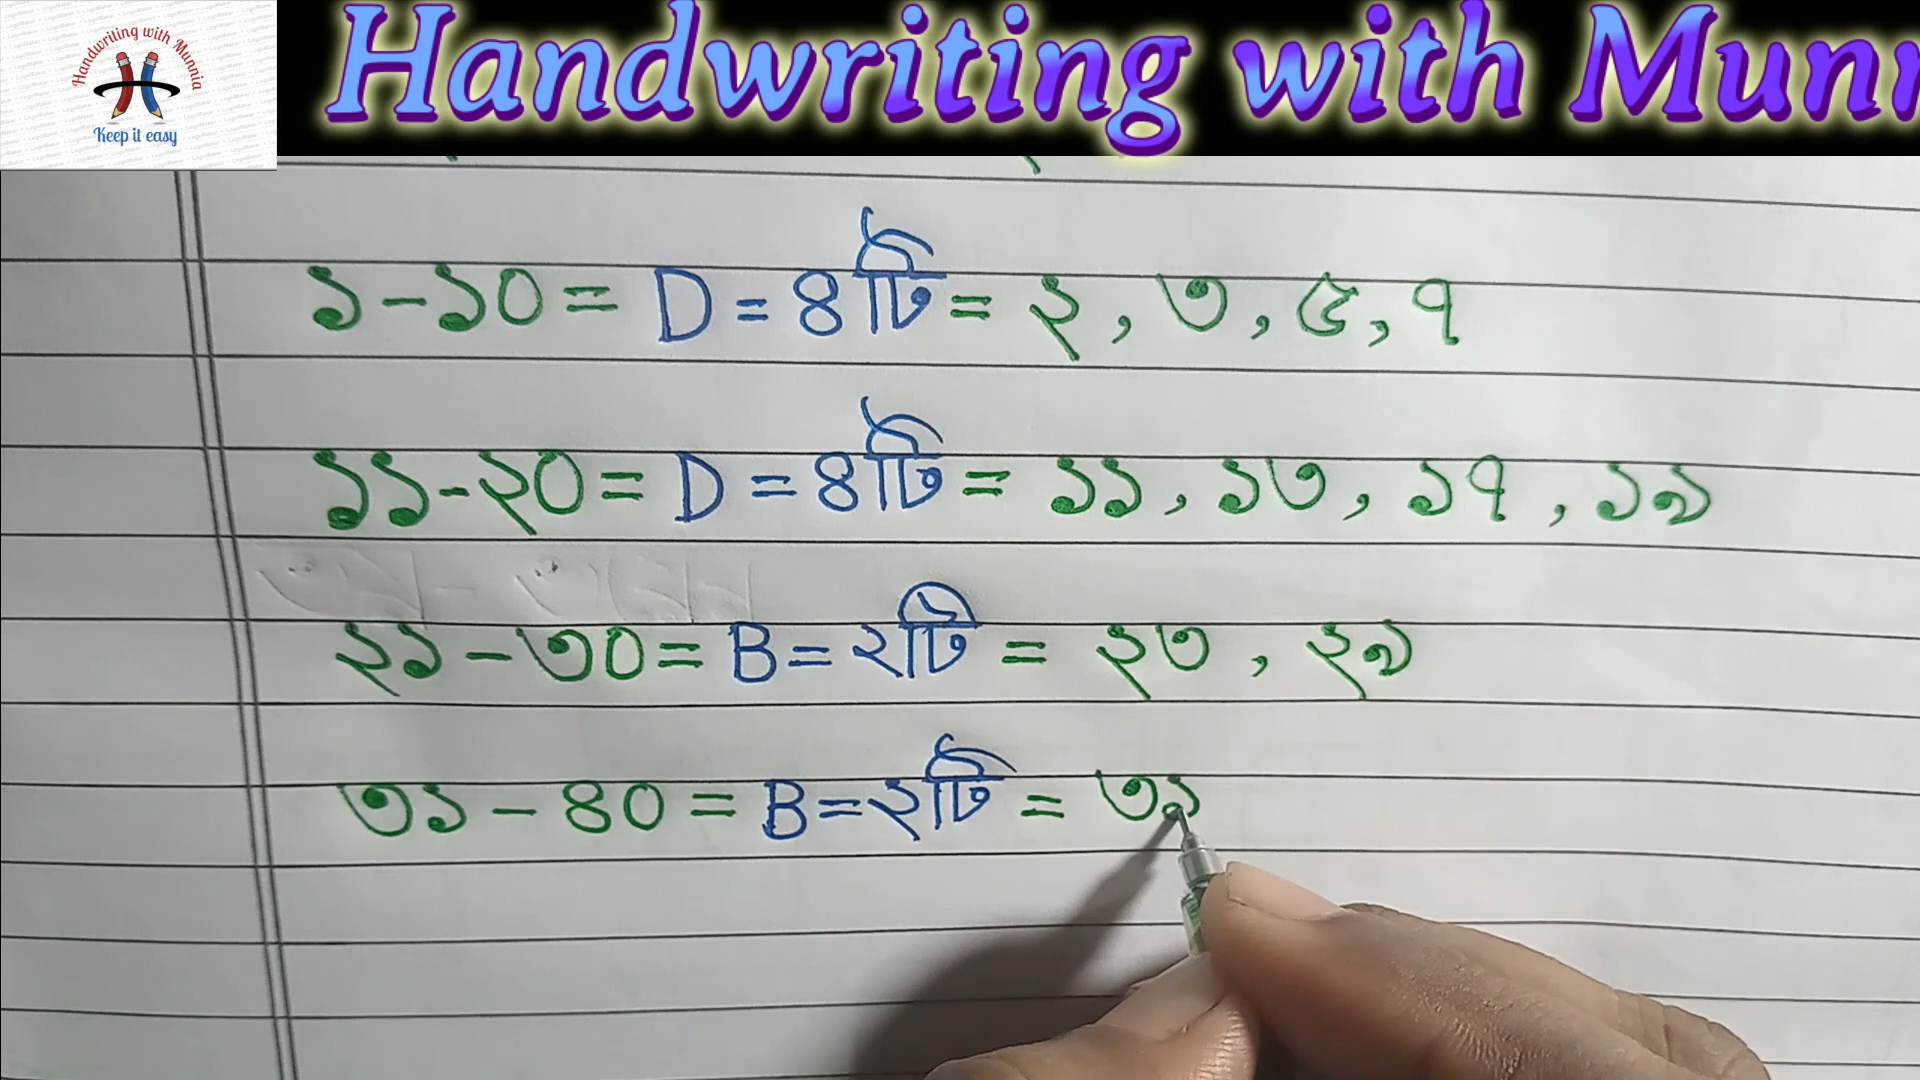 Handwriting with Munnia
Keep it easy
Handwriting with Munn
১-১০ = D = ৪টি = ২, ৩, ৫, ৭
১১-২০ = D = ৪টি = ১১, ১৩, ১৭, ১৯
২১-৩০ = B = ২টি = ২৩, ২৯
৩১-৪০ = B = ২টি = ৩১